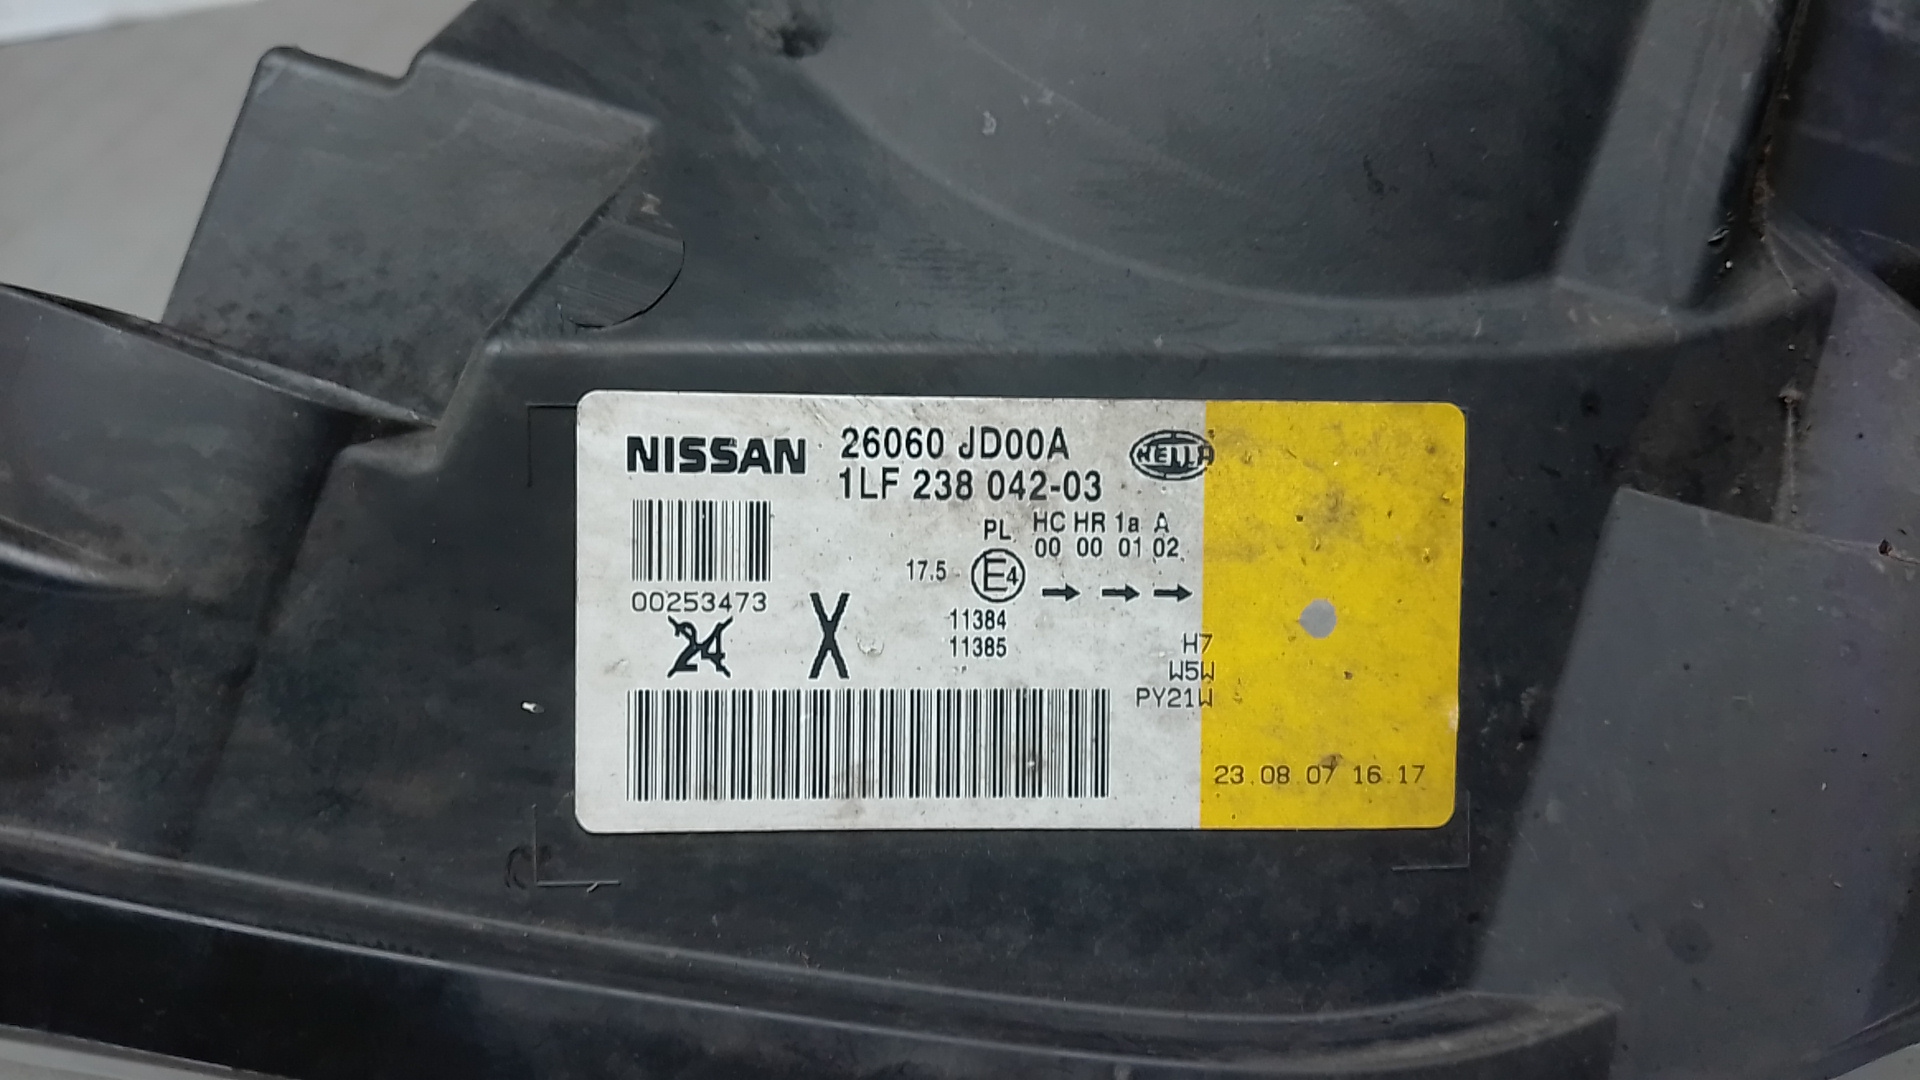 NISSAN 26060 JD00A HELLA
1LF 238 042-03
PL HC HR 1a A
00 00 01 02
17.5 E4 → → →
00253473
24 X
11384
11385
H7
W5W
PY21W
23.08.07 16.17